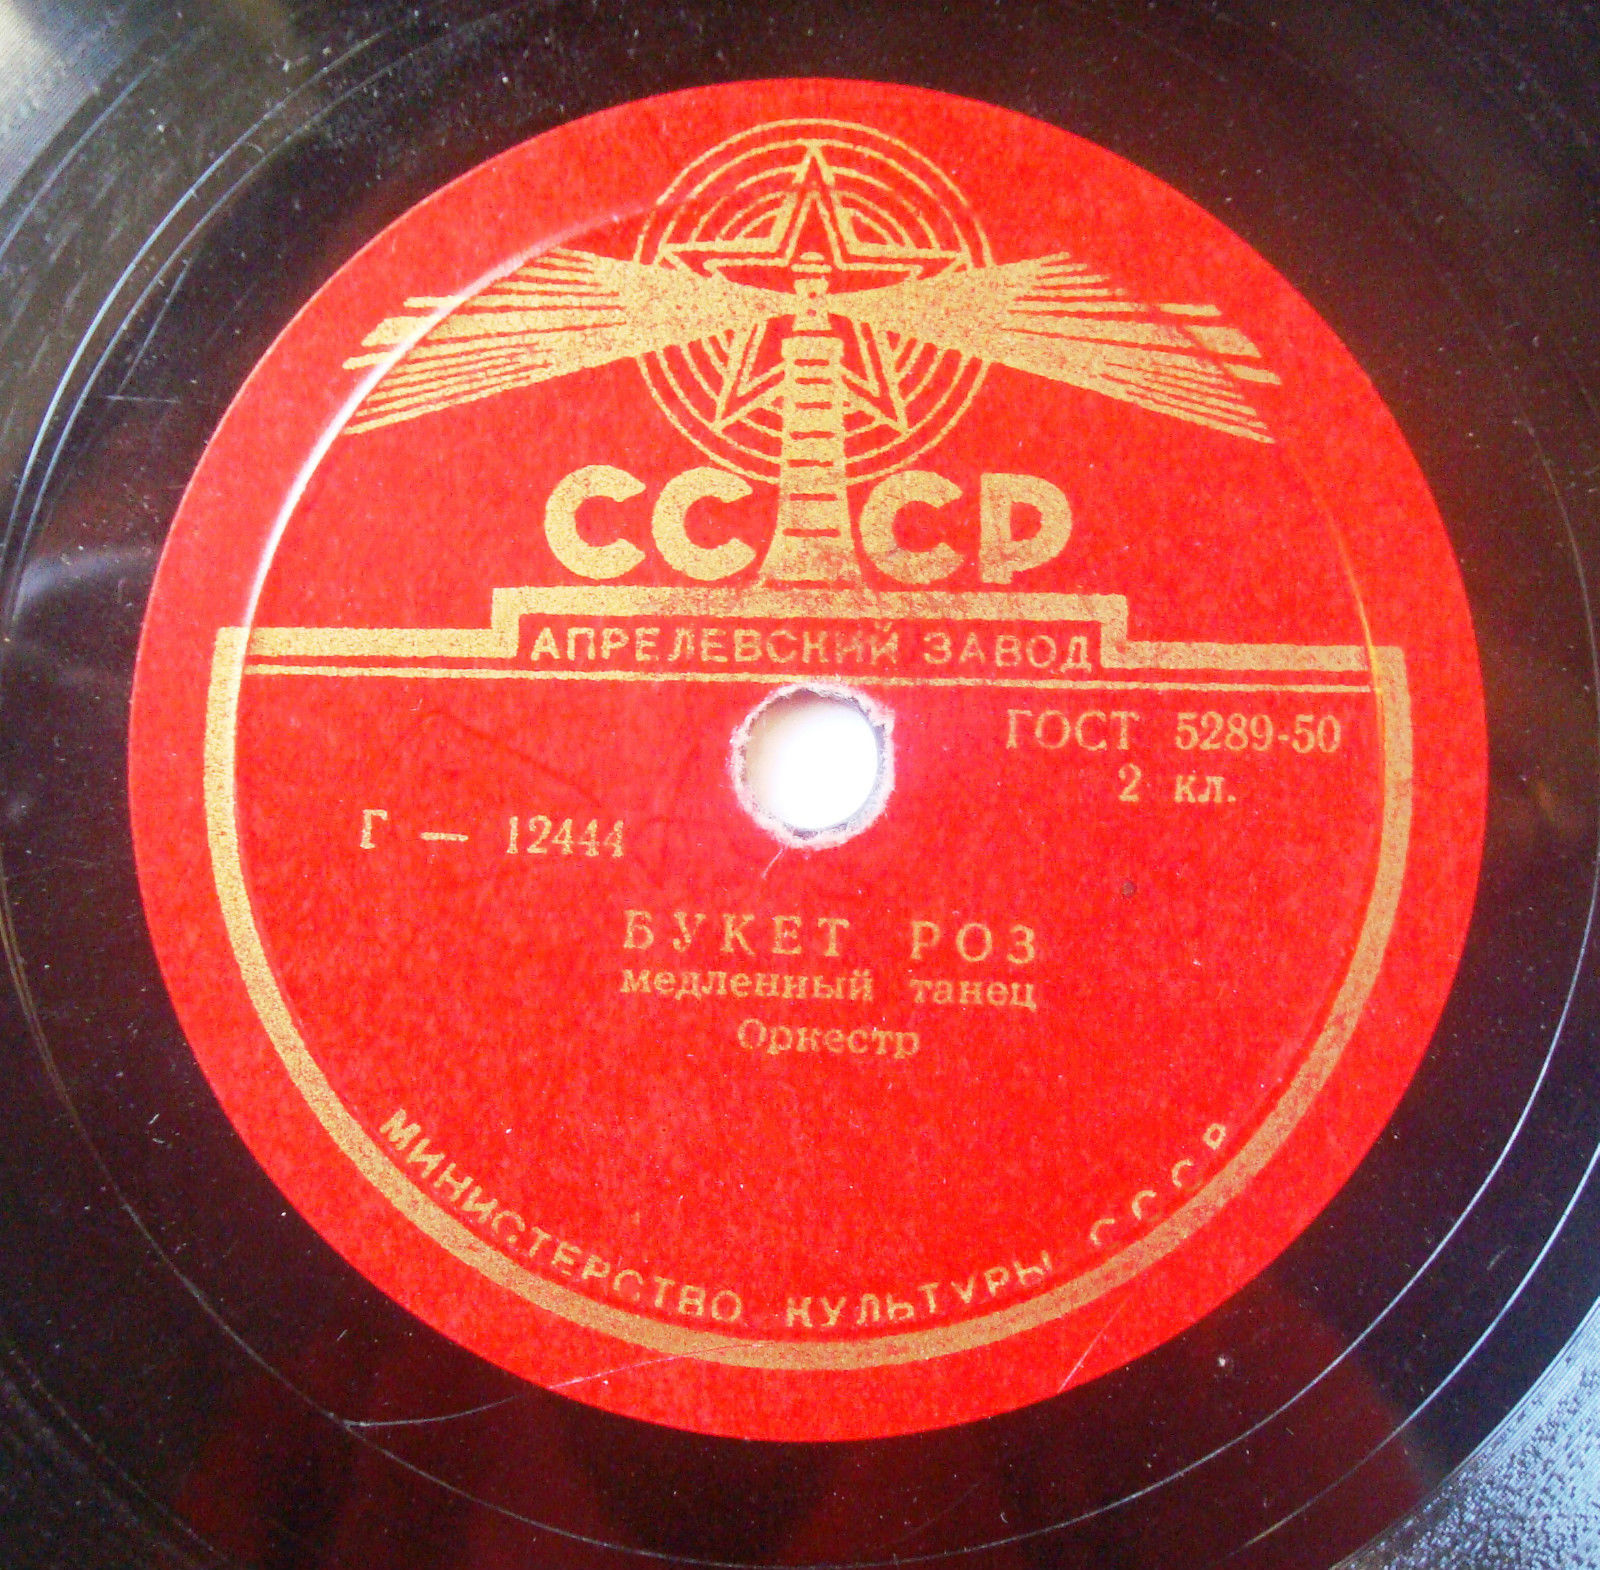 СССР
АПРЕЛЕВСКИЙ ЗАВОД
ГОСТ 5289-50
2 кл.
Г — 12444
БУКЕТ РОЗ
медленный танец
Оркестр
МИНИСТЕРСТВО КУЛЬТУРЫ СССР